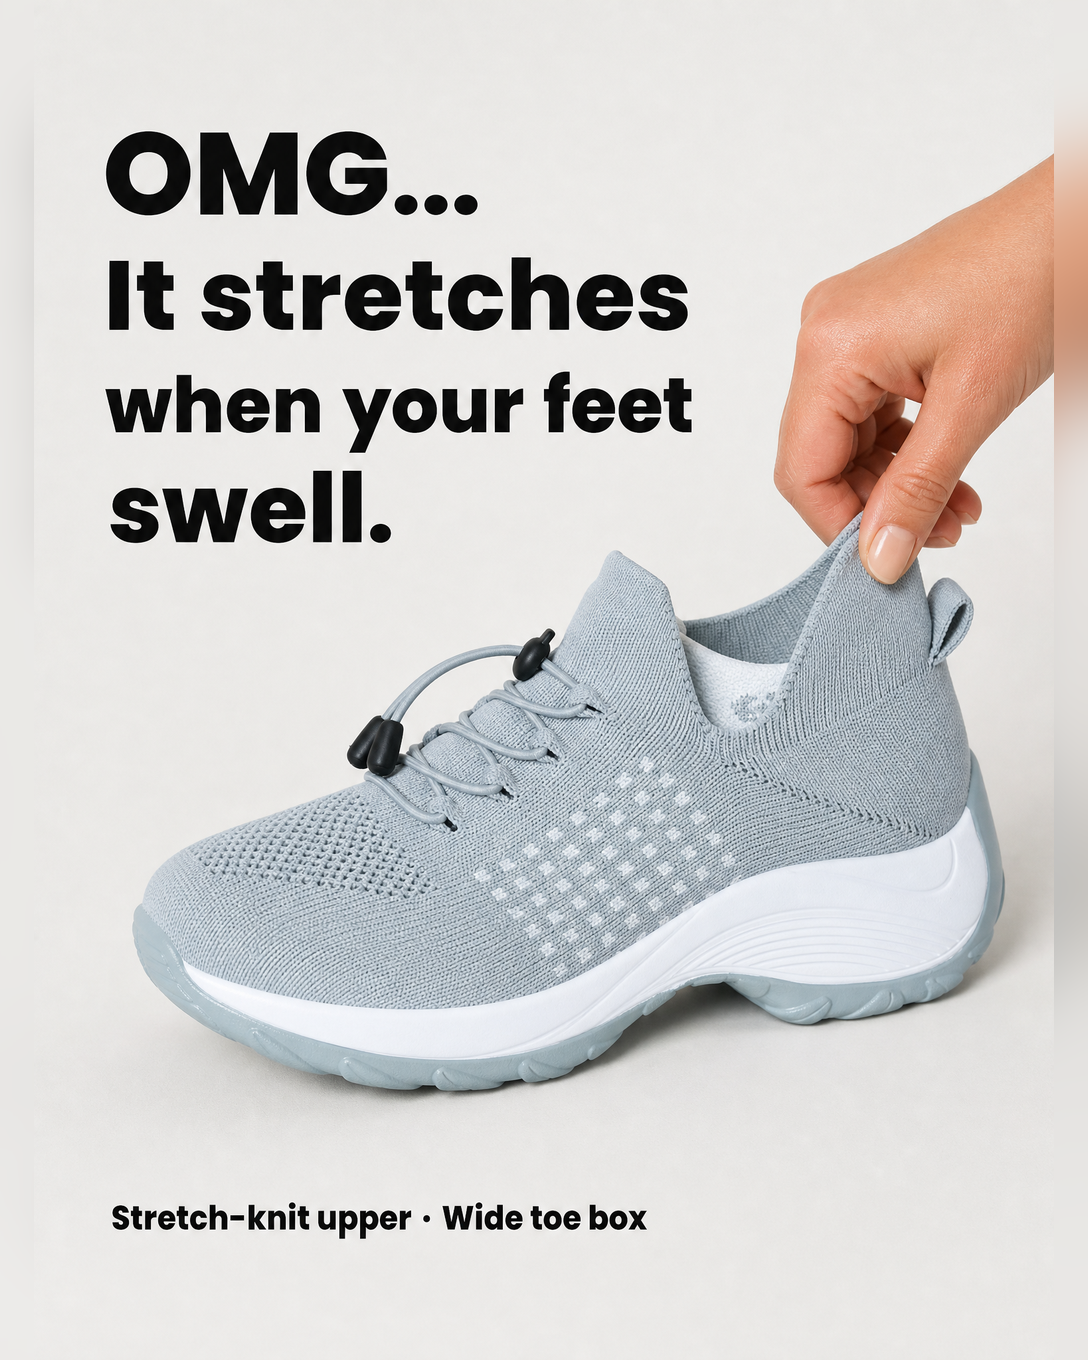 OMG...
It stretches
when your feet
swell.
Stretch-knit upper · Wide toe box